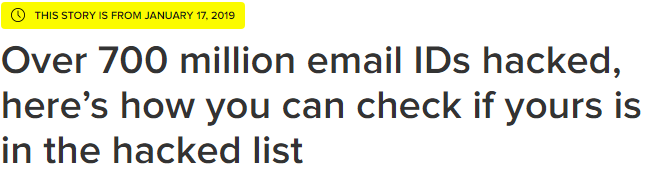 THIS STORY IS FROM JANUARY 17, 2019
Over 700 million email IDs hacked,
here’s how you can check if yours is
in the hacked list